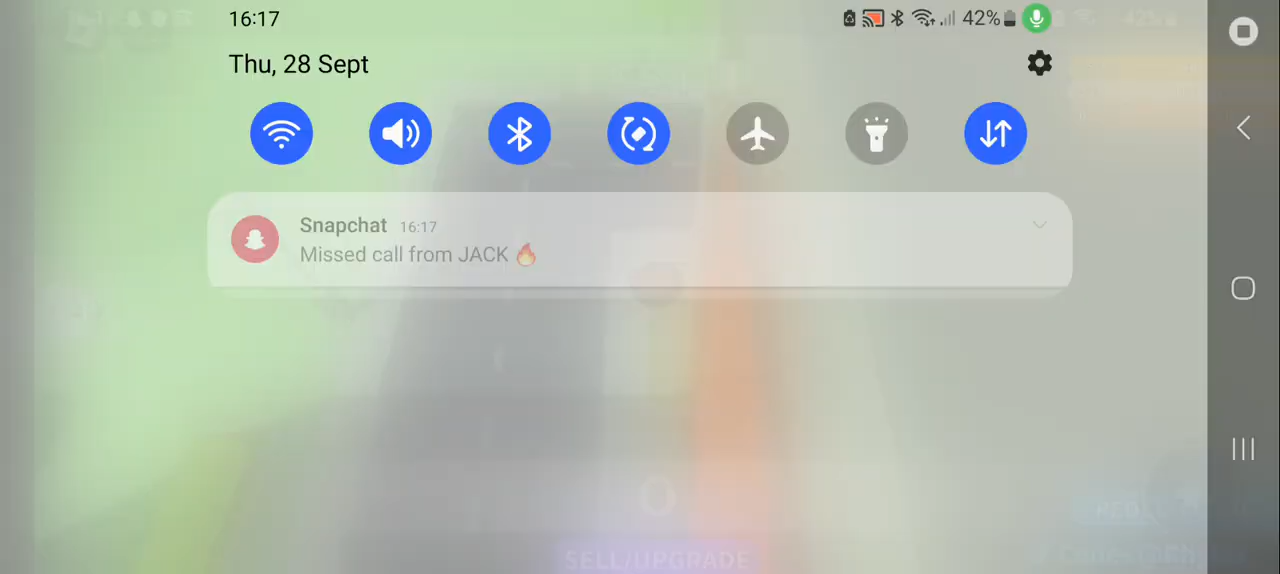 16:17
42%
Thu, 28 Sept
Snapchat 16:17
Missed call from JACK 🔥
SELL/UPGRADE